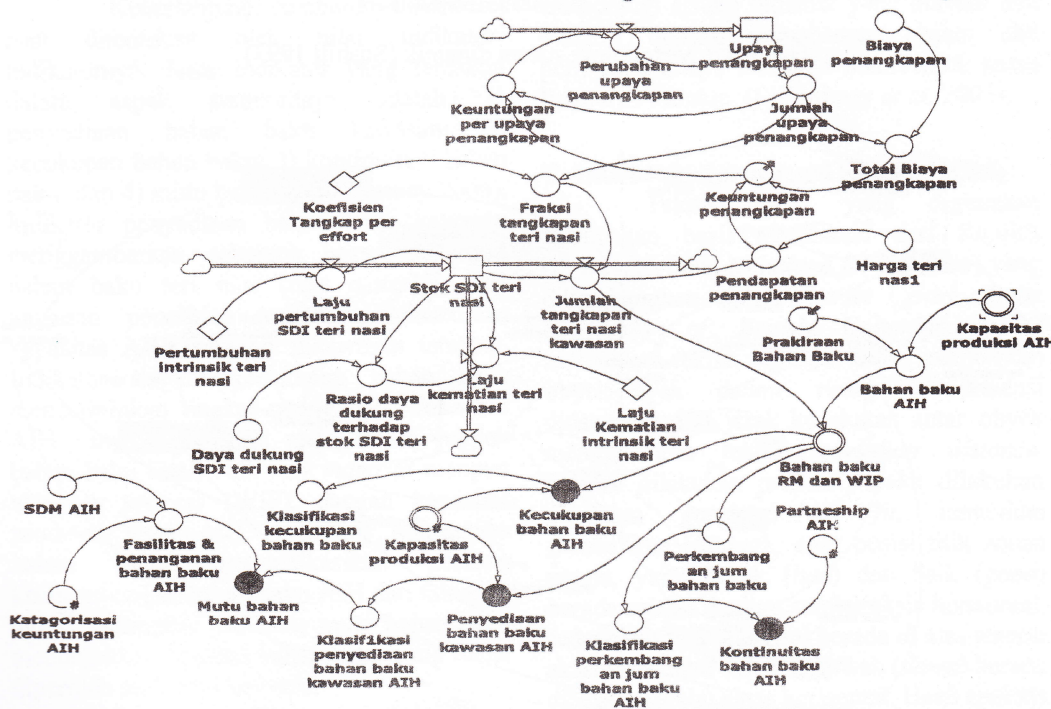 Upaya
penangkapan
Biaya
penangkapan
Perubahan
upaya
penangkapan
Keuntungan
per upaya
penangkapan
Jumlah
upaya
penangkapan
Total Biaya
penangkapan
Koefisien
Tangkap per
effort
Fraksi
tangkapan
teri nasi
Keuntungan
penangkapan
Stok SDI teri
nasi
Laju
pertumbuhan
SDI teri nasi
Jumlah
tangkapan
teri nasi
kawasan
Pendapatan
penangkapan
Harga teri
nas1
Pertumbuhan
intrinsik teri
nasi
Prakiraan
Bahan Baku
Kapasitas
produksi AIH
Rasio daya
dukung
terhadap
stok SDI teri
nasi
Laju
kematian teri
nasi
Laju
Kematian
intrinsik teri
nasi
Bahan baku
AIH
Daya dukung
SDI teri nasi
Bahan baku
RM dan WIP
SDM AIH
Klasifikasi
kecukupan
bahan baku
Kapasitas
produksi AIH
Kecukupan
bahan baku
AIH
Partneship
AIH
Fasilitas &
penanganan
bahan baku
AIH
Perkembang
an jum
bahan baku
Katagorisasi
keuntungan
AIH
Mutu bahan
baku AIH
Klasifikasi
penyediaan
bahan baku
kawasan AIH
Penyediaan
bahan baku
kawasan AIH
Klasifikasi
perkembang
an jum
bahan baku
AIH
Kontinuitas
bahan baku
AIH